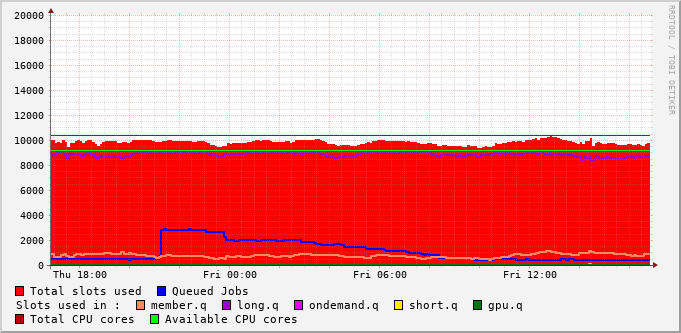 20000
18000
16000
14000
12000
10000
8000
6000
4000
2000
0
Thu 18:00 Fri 00:00 Fri 06:00 Fri 12:00
RRDTOOL / TOBI OETIKER
Total slots used Queued Jobs
Slots used in : member.q long.q ondemand.q short.q gpu.q
Total CPU cores Available CPU cores